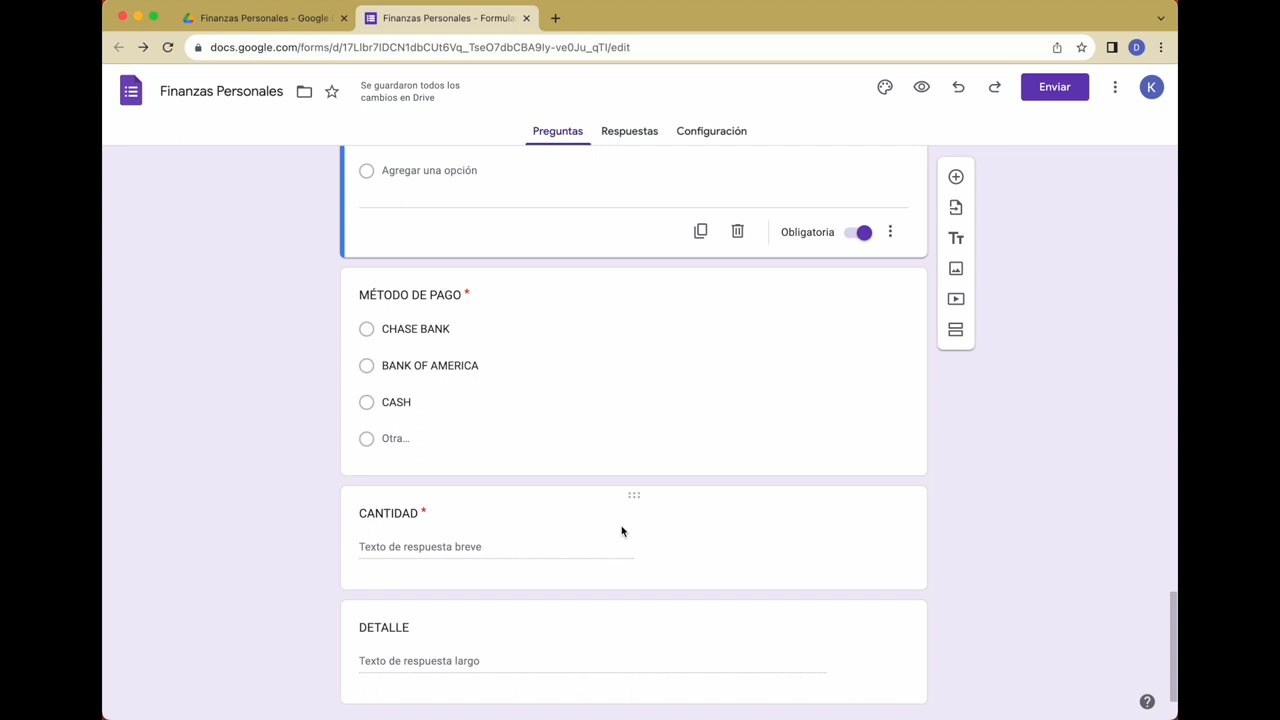 Finanzas Personales - Google
Finanzas Personales - Formula
docs.google.com/forms/d/17LIbr7IDCN1dbCUt6Vq_TseO7dbCBA9Iy-ve0Ju_qTI/edit
D
Finanzas Personales
Se guardaron todos los
cambios en Drive
Enviar
K
Preguntas
Respuestas
Configuración
Agregar una opción
Obligatoria
MÉTODO DE PAGO *
CHASE BANK
BANK OF AMERICA
CASH
Otra...
CANTIDAD *
Texto de respuesta breve
DETALLE
Texto de respuesta largo